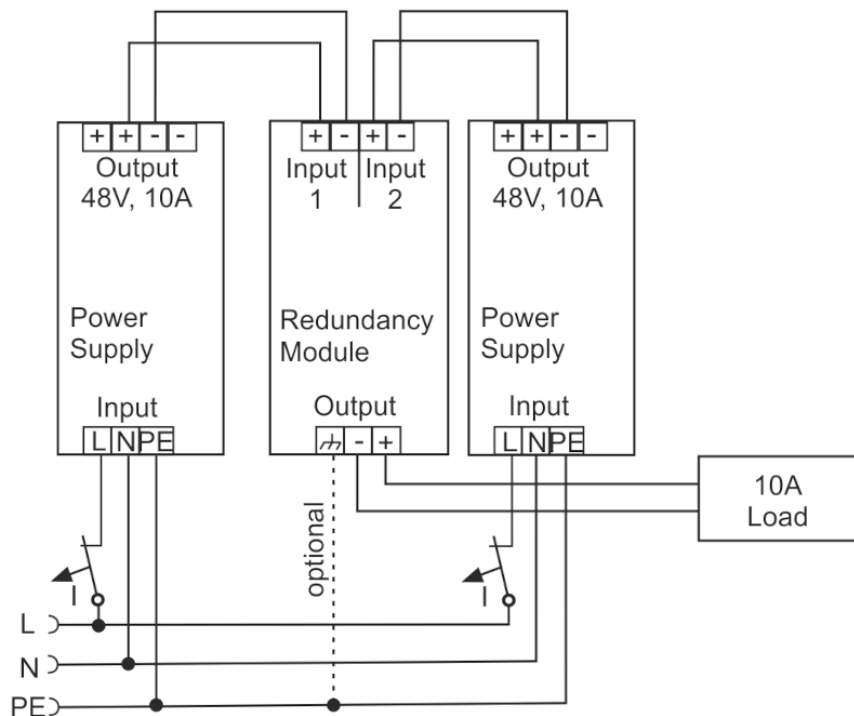 + + - -
Output
48V, 10A
Power
Supply
Input
L N PE
+ - + -
Input
1
Input
2
Redundancy
Module
Output
- +
optional
+ + - -
Output
48V, 10A
Power
Supply
Input
L N PE
10A
Load
I
I
L
N
PE